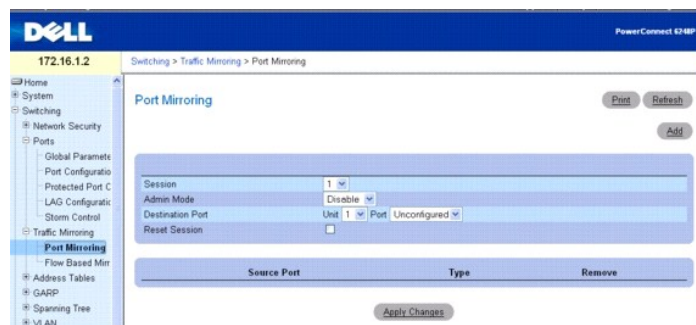 DELL
PowerConnect 6248P
172.16.1.2
Switching > Traffic Mirroring > Port Mirroring
Home
System
Switching
Network Security
Ports
Global Paramete
Port Configuratio
Protected Port C
LAG Configuratic
Storm Control
Traffic Mirroring
Port Mirroring
Flow Based Mirr
Address Tables
GARP
Spanning Tree
VLAN
Port Mirroring
Print Refresh
Add
Session 1
Admin Mode Disable
Destination Port Unit 1 Port Unconfigured
Reset Session
Source Port Type Remove
Apply Changes